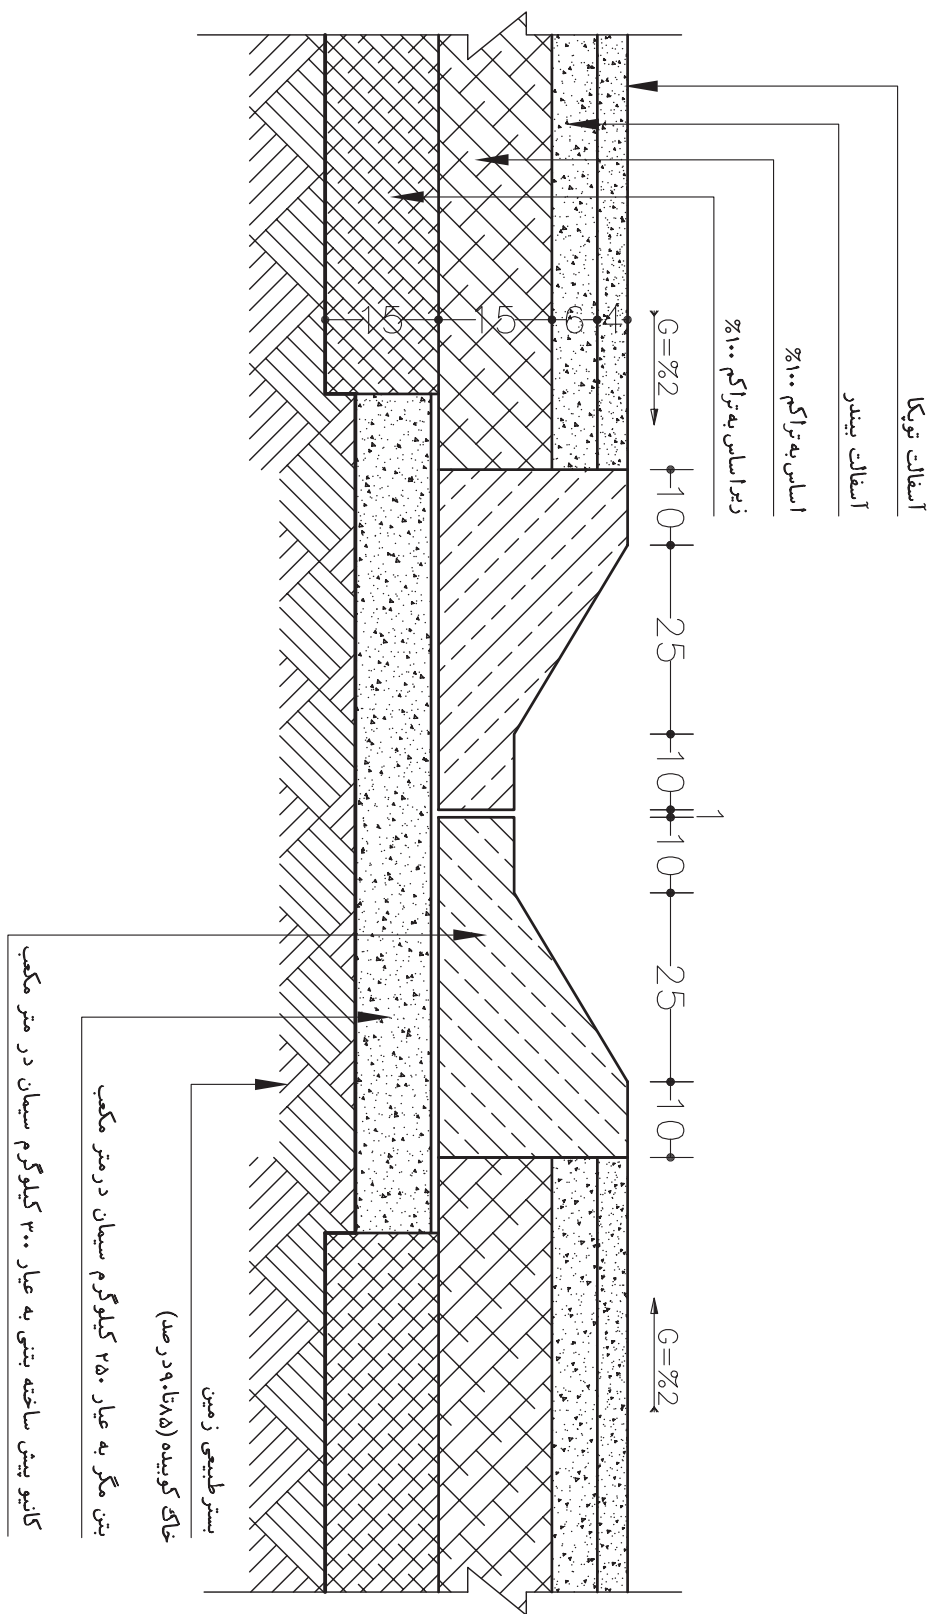 آسفالت توپکا
آسفالت بیندر
اساس به تراکم ۱۰۰%
زیراساس به تراکم ۱۰۰%
G=%2
G=%2
10
25
10
1
10
25
10
4
6
15
15
بستر طبیعی زمین
خاک کوبیده (۸۵تا۹۰درصد)
بتن مگر به عیار ۲۵۰ کیلوگرم سیمان درمتر مکعب
کانیو پیش ساخته بتنی به عیار ۳۰۰ کیلوگرم سیمان در متر مکعب